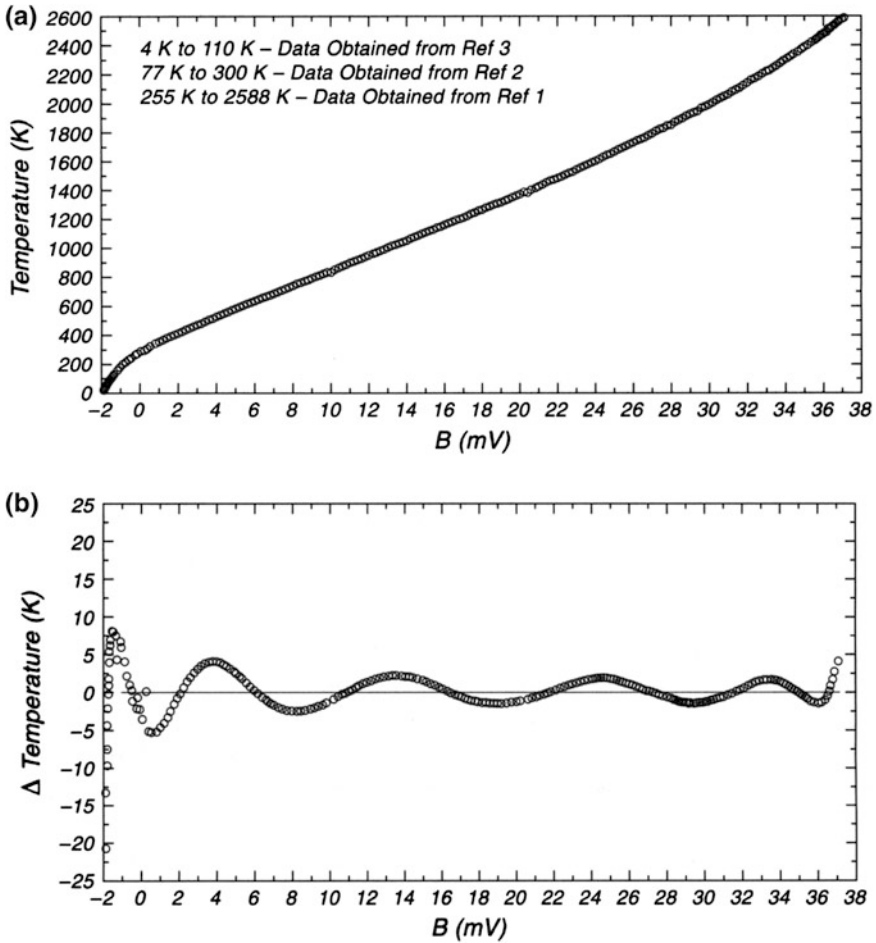 (a)
2600
2400
2200
2000
1800
1600
1400
1200
1000
800
600
400
200
0
Temperature (K)
4 K to 110 K – Data Obtained from Ref 3
77 K to 300 K – Data Obtained from Ref 2
255 K to 2588 K – Data Obtained from Ref 1
−2 0 2 4 6 8 10 12 14 16 18 20 22 24 26 28 30 32 34 36 38
B (mV)
(b)
25
20
15
10
5
0
−5
−10
−15
−20
−25
Δ Temperature (K)
−2 0 2 4 6 8 10 12 14 16 18 20 22 24 26 28 30 32 34 36 38
B (mV)